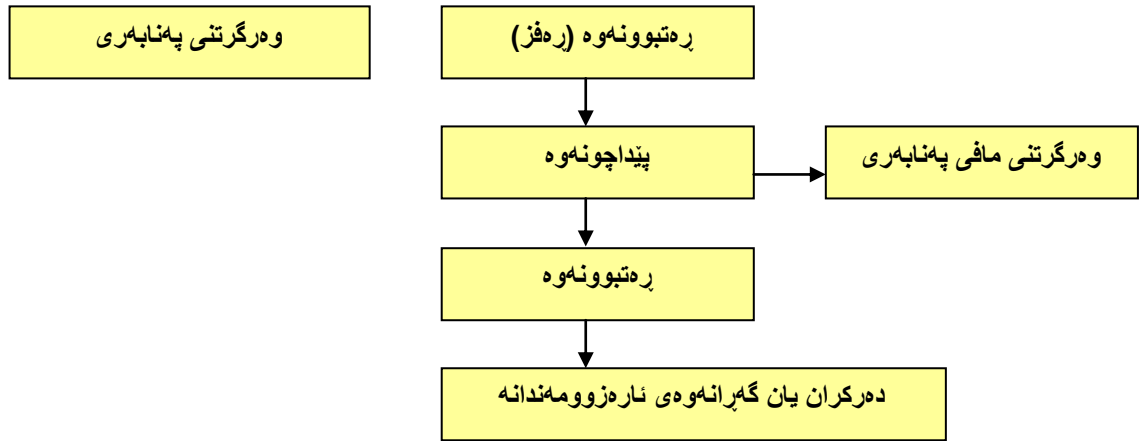 وەرگرتنی پەنابەری
ڕەتبوونەوە (ڕەفز)
پێداچونەوە
وەرگرتنی مافی پەنابەری
ڕەتبوونەوە
دەرکران یان گەڕانەوەی ئارەزوومەندانە